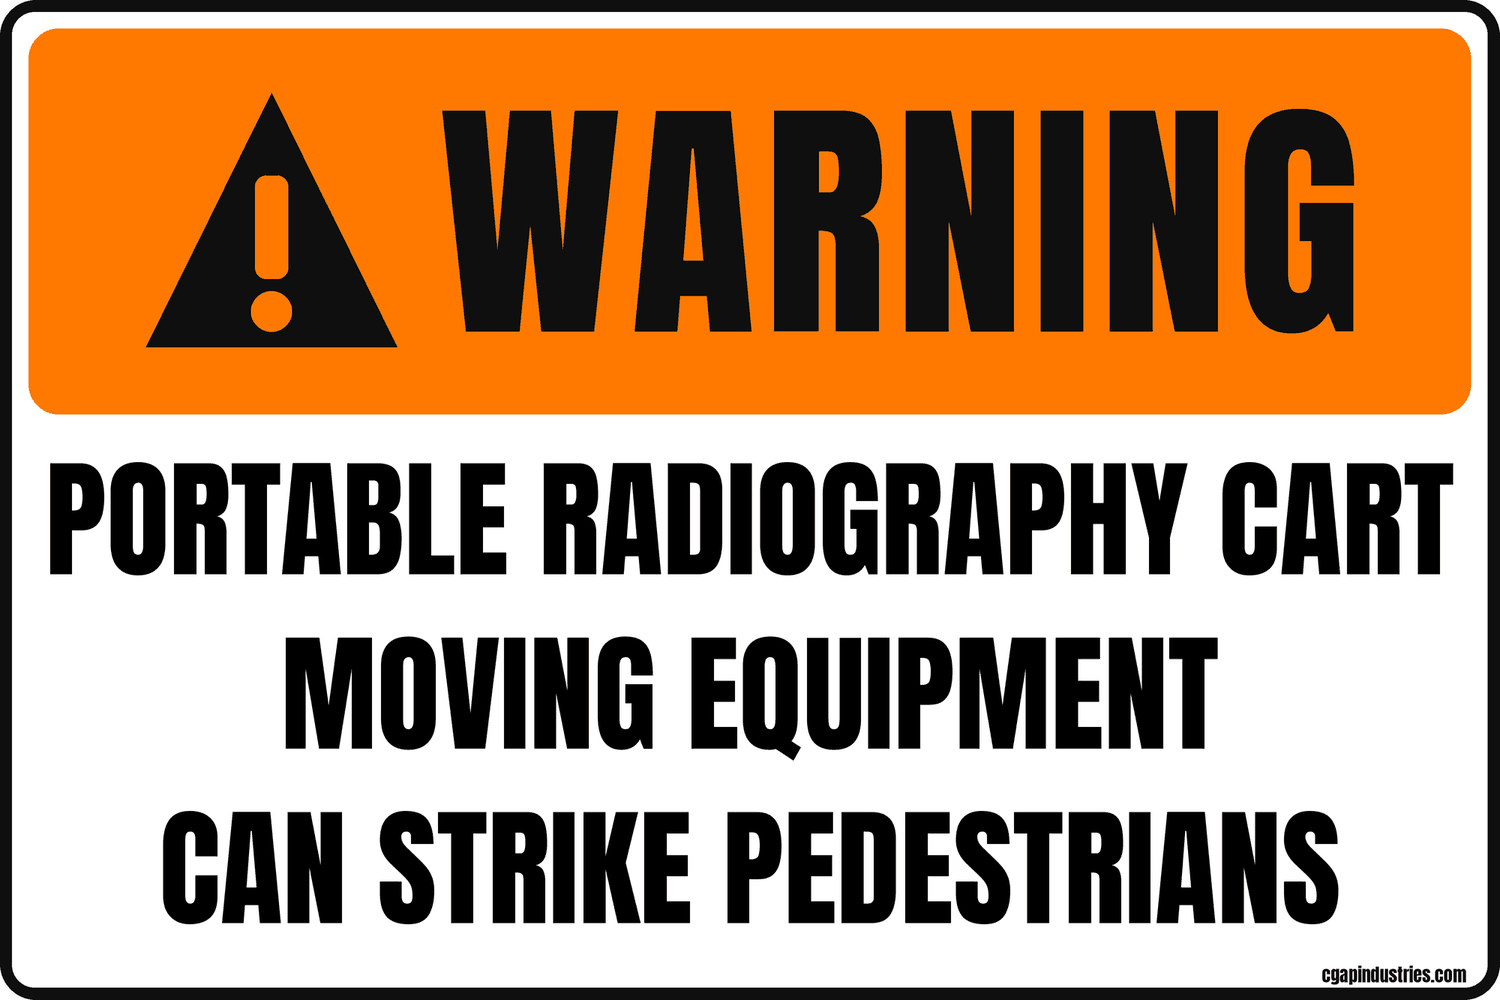 WARNING
PORTABLE RADIOGRAPHY CART
MOVING EQUIPMENT
CAN STRIKE PEDESTRIANS
cgapindustries.com